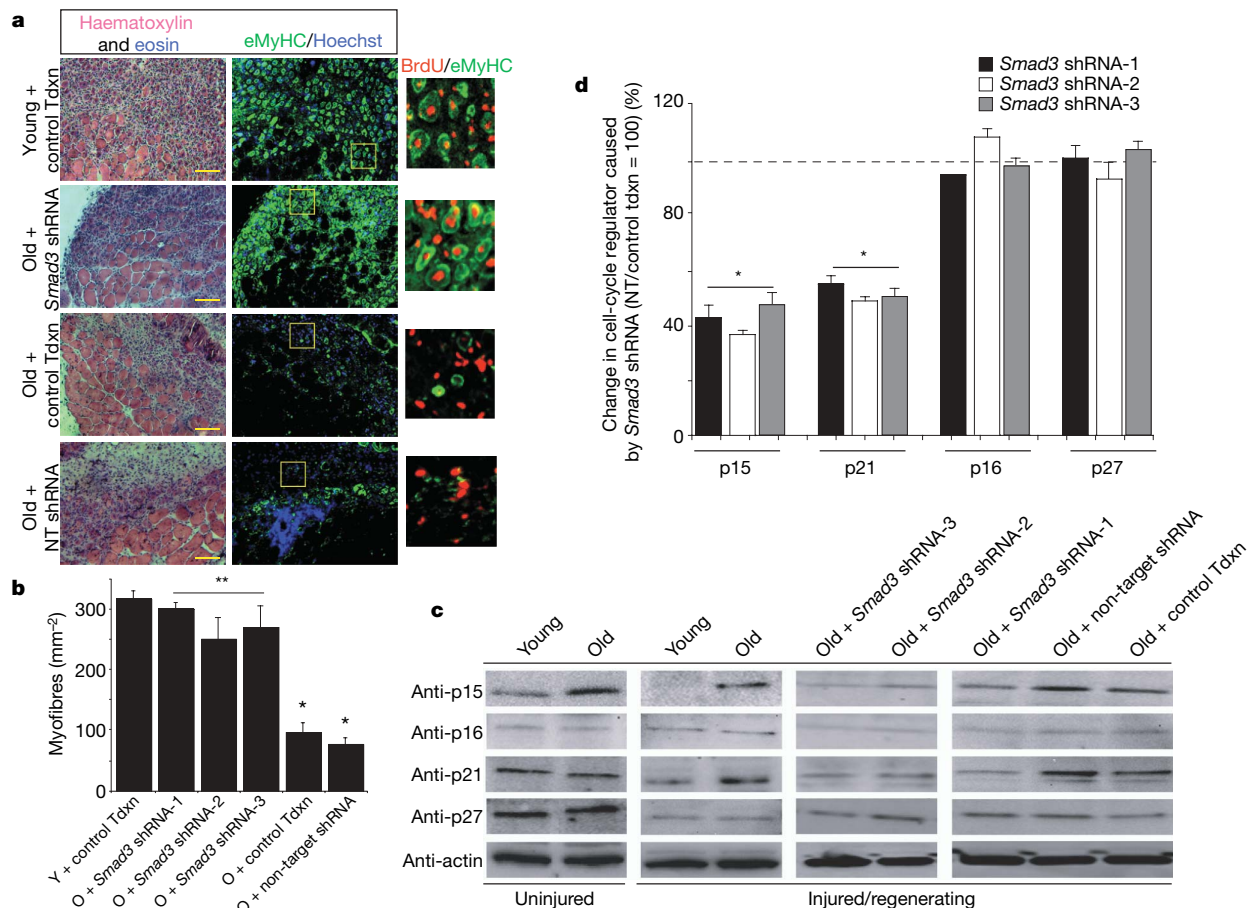 a
Haematoxylin
and eosin
eMyHC/Hoechst
BrdU/eMyHC
Young +
control Tdxn
Old +
Smad3 shRNA
Old +
control Tdxn
Old +
NT shRNA
b
Myofibres (mm−2)
300
200
100
0
**
*
*
Y + control Tdxn
O + Smad3 shRNA-1
O + Smad3 shRNA-2
O + Smad3 shRNA-3
O + control Tdxn
O + non-target shRNA
d
Smad3 shRNA-1
Smad3 shRNA-2
Smad3 shRNA-3
Change in cell-cycle regulator caused
by Smad3 shRNA (NT/control tdxn = 100) (%)
120
80
40
0
*
*
p15
p21
p16
p27
c
Young
Old
Young
Old
Old + Smad3 shRNA-3
Old + Smad3 shRNA-2
Old + Smad3 shRNA-1
Old + non-target shRNA
Old + control Tdxn
Anti-p15
Anti-p16
Anti-p21
Anti-p27
Anti-actin
Uninjured
Injured/regenerating